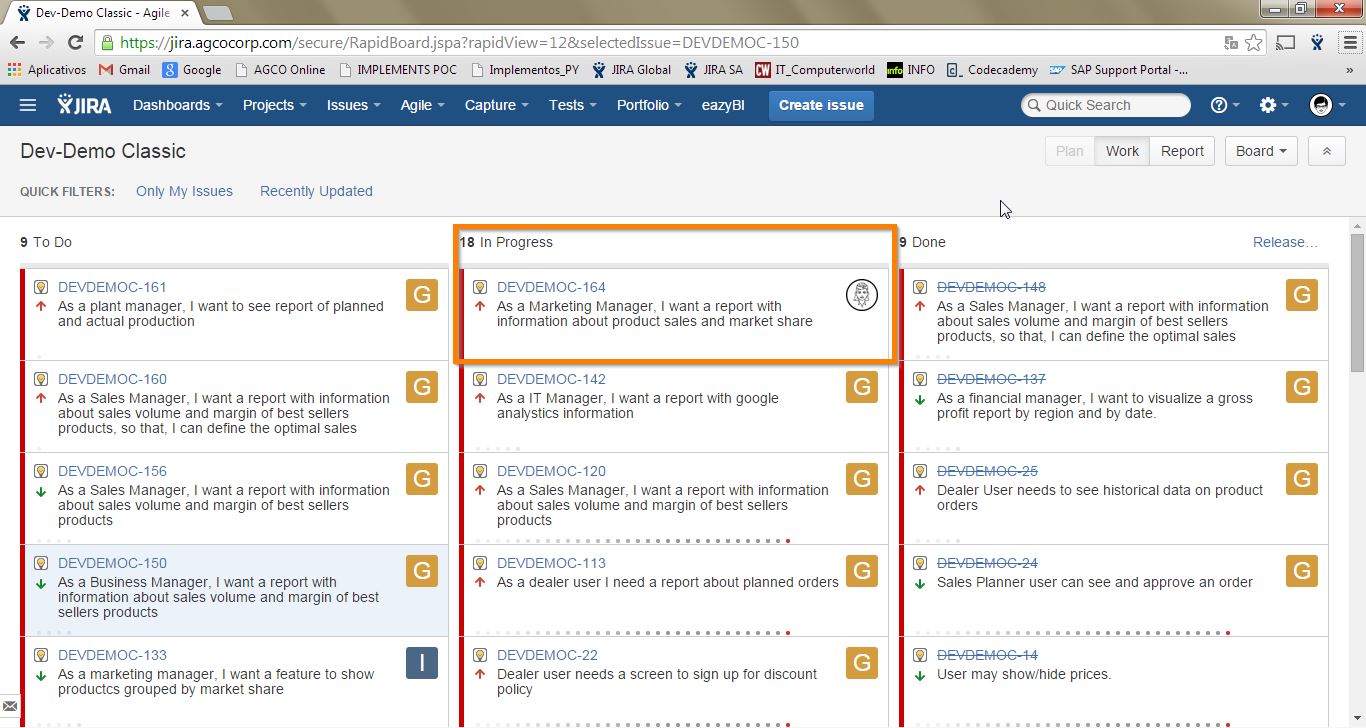 Dev-Demo Classic - Agile
https://jira.agcocorp.com/secure/RapidBoard.jspa?rapidView=12&selectedIssue=DEVDEMOC-150
Aplicativos Gmail Google AGCO Online IMPLEMENTS POC Implementos_PY JIRA Global JIRA SA IT_Computerworld INFO Codecademy SAP Support Portal -... »
JIRA Dashboards Projects Issues Agile Capture Tests Portfolio eazyBI Create issue Quick Search
Dev-Demo Classic
Plan Work Report Board
QUICK FILTERS: Only My Issues Recently Updated
9 To Do
DEVDEMOC-161
G
As a plant manager, I want to see report of planned
and actual production
DEVDEMOC-160
G
As a Sales Manager, I want a report with information
about sales volume and margin of best sellers
products, so that, I can define the optimal sales
DEVDEMOC-156
G
As a Sales Manager, I want a report with information
about sales volume and margin of best sellers
products
DEVDEMOC-150
G
As a Business Manager, I want a report with
information about sales volume and margin of best
sellers products
DEVDEMOC-133
I
As a marketing manager, I want a feature to show
productcs grouped by market share
18 In Progress
DEVDEMOC-164
As a Marketing Manager, I want a report with
information about product sales and market share
DEVDEMOC-142
G
As a IT Manager, I want a report with google
analystics information
DEVDEMOC-120
G
As a Sales Manager, I want a report with information
about sales volume and margin of best sellers
products
DEVDEMOC-113
G
As a dealer user I need a report about planned orders
DEVDEMOC-22
G
Dealer user needs a screen to sign up for discount
policy
9 Done
Release...
DEVDEMOC-148
G
As a Sales Manager, I want a report with information
about sales volume and margin of best sellers
products, so that, I can define the optimal sales
DEVDEMOC-137
G
As a financial manager, I want to visualize a gross
profit report by region and by date.
DEVDEMOC-25
G
Dealer User needs to see historical data on product
orders
DEVDEMOC-24
G
Sales Planner user can see and approve an order
DEVDEMOC-14
User may show/hide prices.